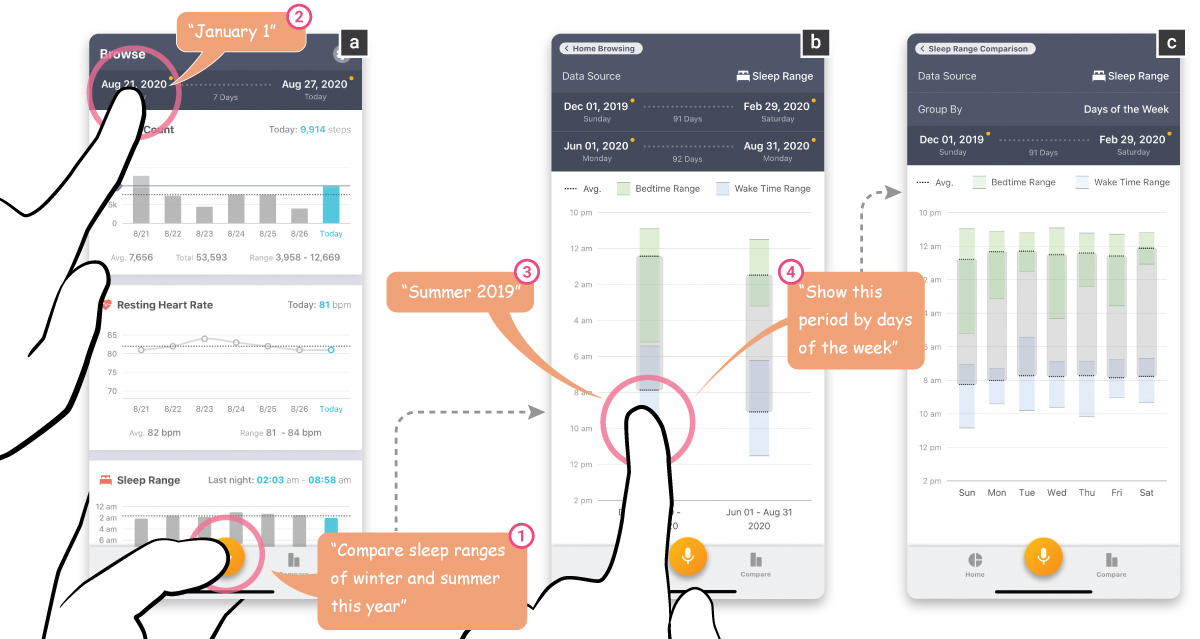 a
Browse
"January 1"
2
Aug 21, 2020
7 Days
Aug 27, 2020
Today
Count
Today: 9,914 steps
5k
0
8/21 8/22 8/23 8/24 8/25 8/26 Today
Avg. 7,656 Total 53,593 Range 3,958 - 12,669
Resting Heart Rate
Today: 81 bpm
85
80
75
70
8/21 8/22 8/23 8/24 8/25 8/26 Today
Avg. 82 bpm Range 81 - 84 bpm
Sleep Range
Last night: 02:03 am - 08:58 am
12 am
2 am
4 am
6 am
1
"Compare sleep ranges
of winter and summer
this year"
b
Home Browsing
Data Source
Sleep Range
Dec 01, 2019
Sunday
91 Days
Feb 29, 2020
Saturday
Jun 01, 2020
Monday
92 Days
Aug 31, 2020
Monday
Avg. Bedtime Range Wake Time Range
10 pm
12 am
2 am
4 am
6 am
8 am
10 am
12 pm
2 pm
Jun 01 - Aug 31
2020
Compare
3
"Summer 2019"
4
"Show this
period by days
of the week"
c
Sleep Range Comparison
Data Source
Sleep Range
Group By
Days of the Week
Dec 01, 2019
Sunday
91 Days
Feb 29, 2020
Saturday
Avg. Bedtime Range Wake Time Range
10 pm
12 am
am
8 am
10 am
12 pm
2 pm
Sun Mon Tue Wed Thu Fri Sat
Home
Compare